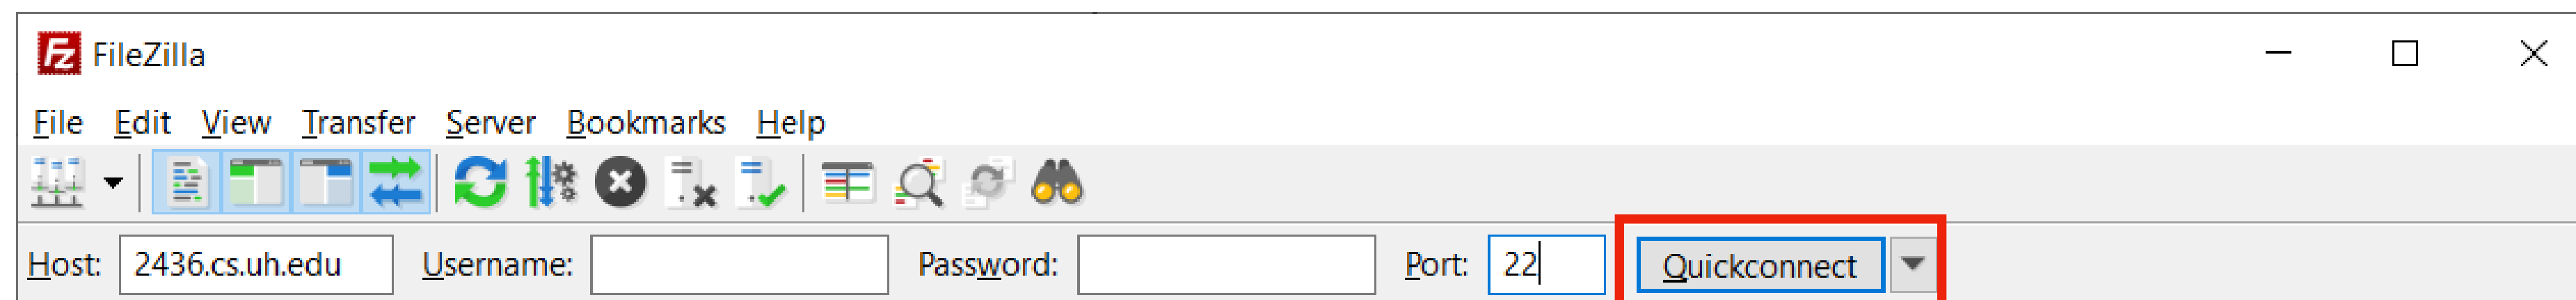 FileZilla
File Edit View Transfer Server Bookmarks Help
Host: 2436.cs.uh.edu Username: Password: Port: 22 Quickconnect